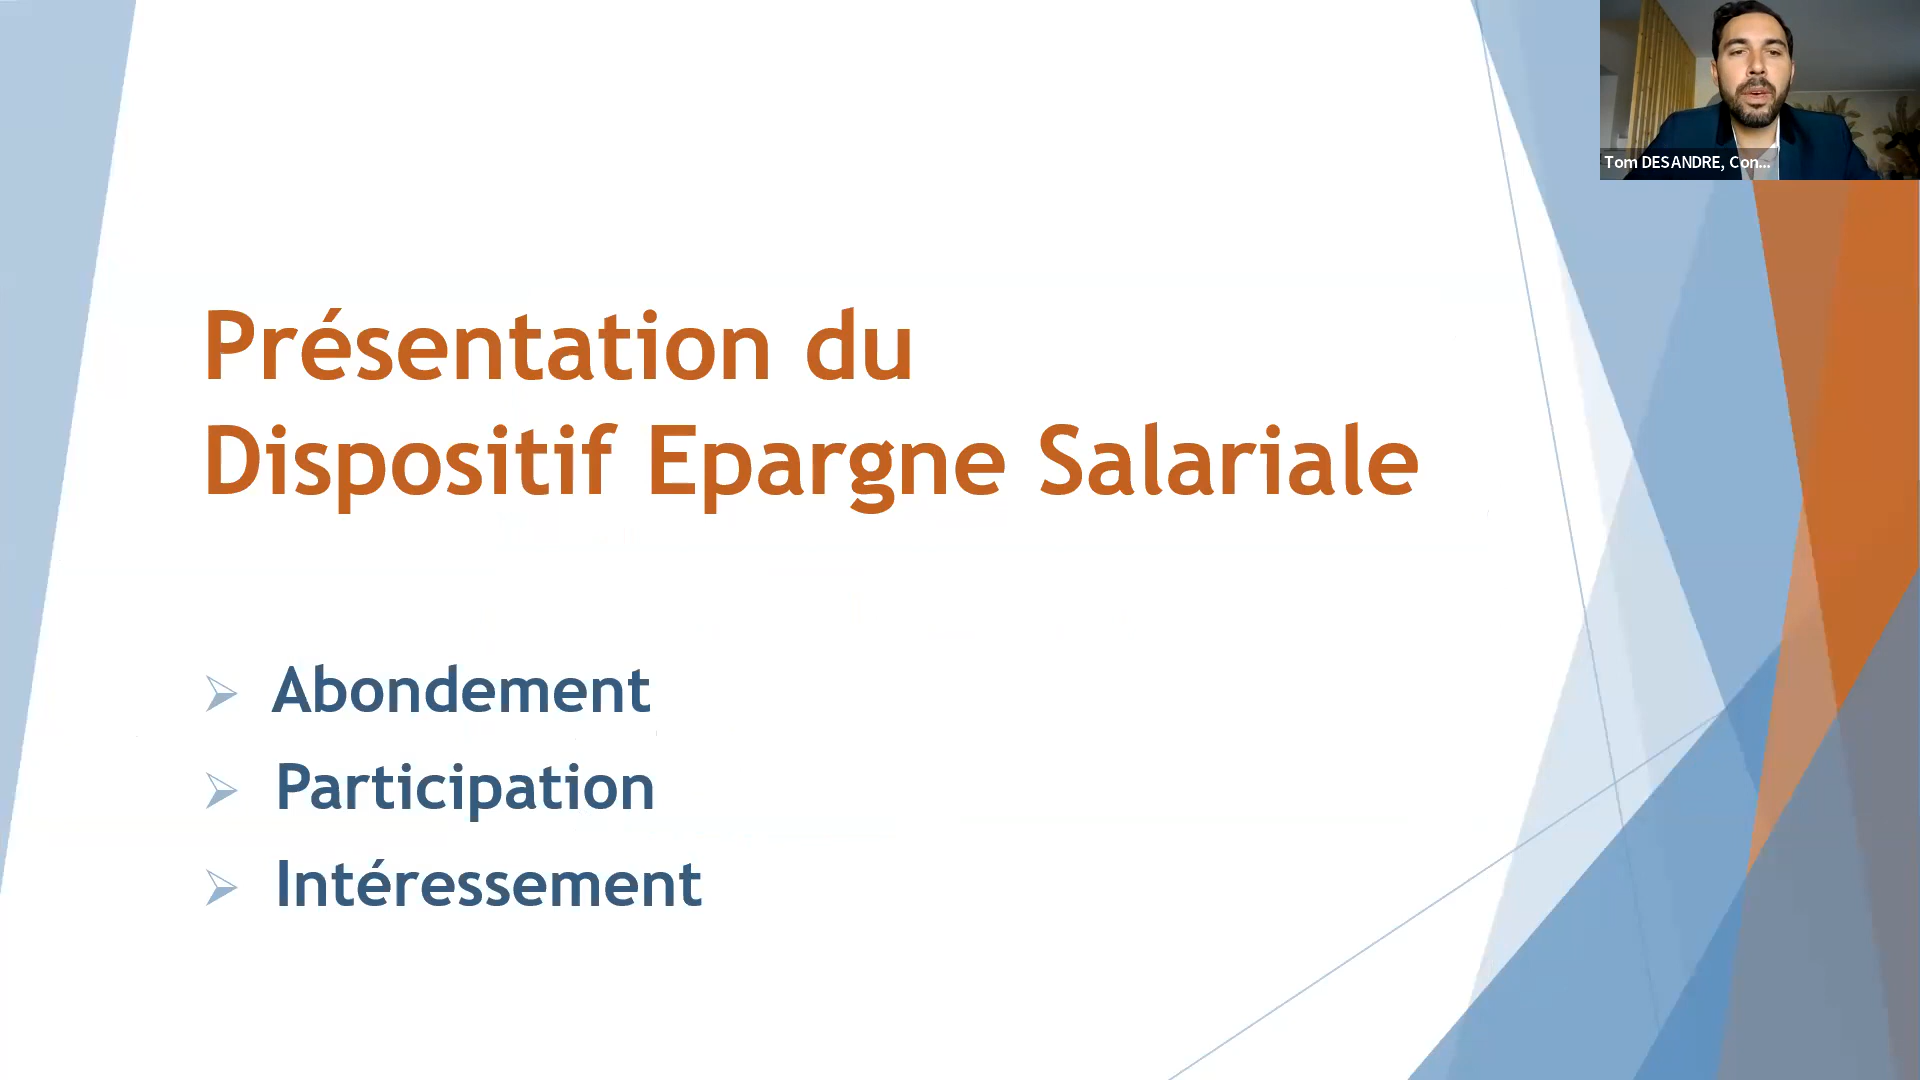 Présentation du
Dispositif Epargne Salariale
Abondement
Participation
Intéressement
Tom DESANDRE, Con...